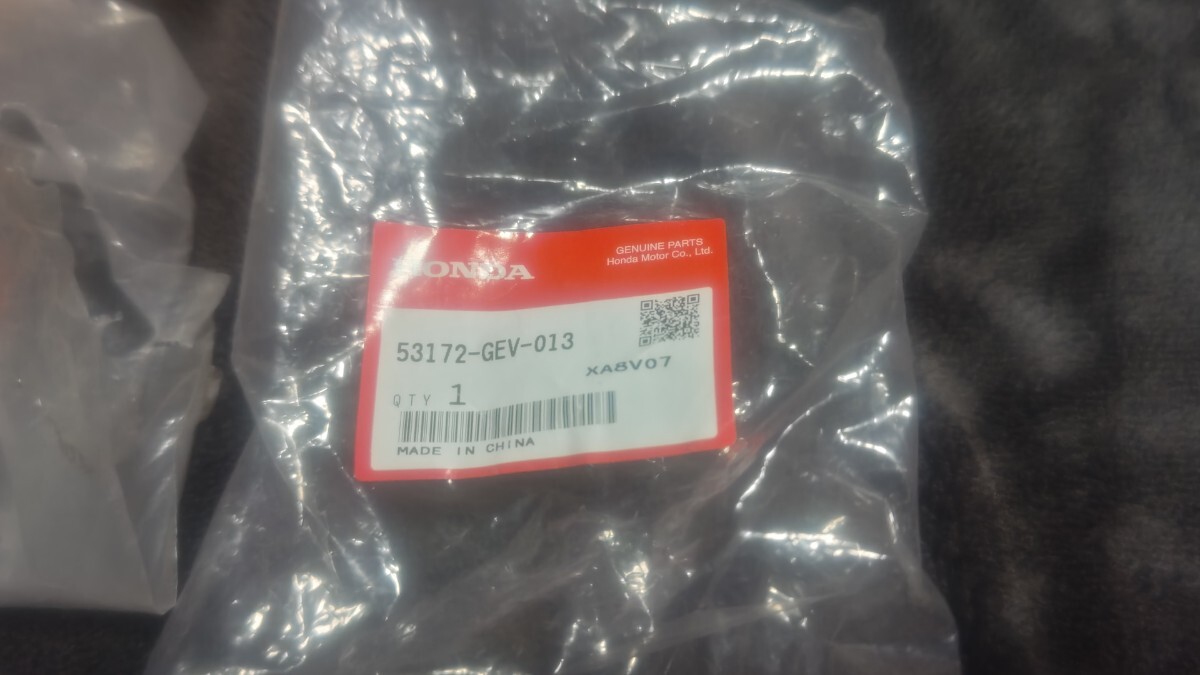 HONDA
GENUINE PARTS
Honda Motor Co., Ltd.
53172-GEV-013
XA8V07
QTY 1
MADE IN CHINA